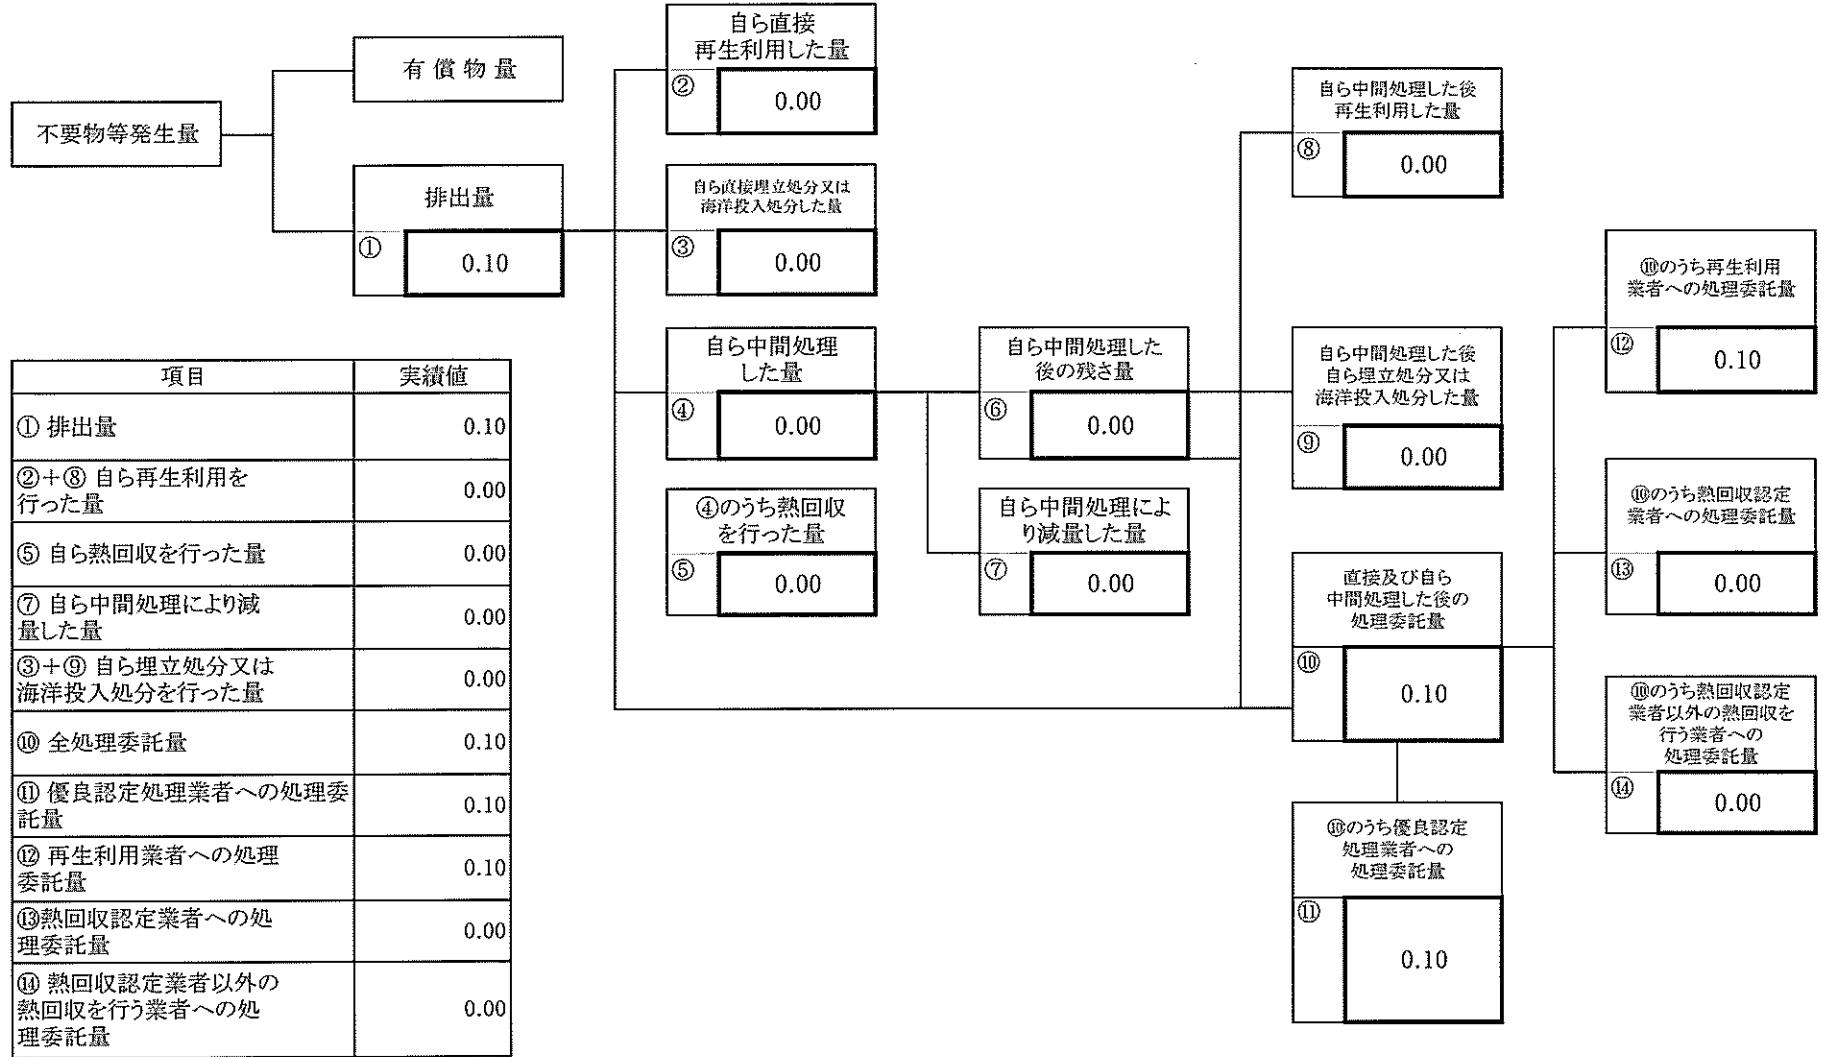 不要物等発生量
有償物量
排出量
①
0.10
自ら直接
再生利用した量
②
0.00
自ら直接埋立処分又は
海洋投入処分した量
③
0.00
自ら中間処理
した量
④
0.00
④のうち熱回収
を行った量
⑤
0.00
自ら中間処理した
後の残さ量
⑥
0.00
自ら中間処理によ
り減量した量
⑦
0.00
自ら中間処理した後
再生利用した量
⑧
0.00
自ら中間処理した後
自ら埋立処分又は
海洋投入処分した量
⑨
0.00
直接及び自ら
中間処理した後の
処理委託量
⑩
0.10
⑩のうち優良認定
処理業者への
処理委託量
⑪
0.10
⑩のうち再生利用
業者への処理委託量
⑫
0.10
⑩のうち熱回収認定
業者への処理委託量
⑬
0.00
⑩のうち熱回収認定
業者以外の熱回収を
行う業者への
処理委託量
⑭
0.00
項目 実績値
① 排出量 0.10
②+⑧ 自ら再生利用を
行った量 0.00
⑤ 自ら熱回収を行った量 0.00
⑦ 自ら中間処理により減
量した量 0.00
③+⑨ 自ら埋立処分又は
海洋投入処分を行った量 0.00
⑩ 全処理委託量 0.10
⑪ 優良認定処理業者への処理委
託量 0.10
⑫ 再生利用業者への処理
委託量 0.10
⑬熱回収認定業者への処
理委託量 0.00
⑭ 熱回収認定業者以外の
熱回収を行う業者への処
理委託量 0.00